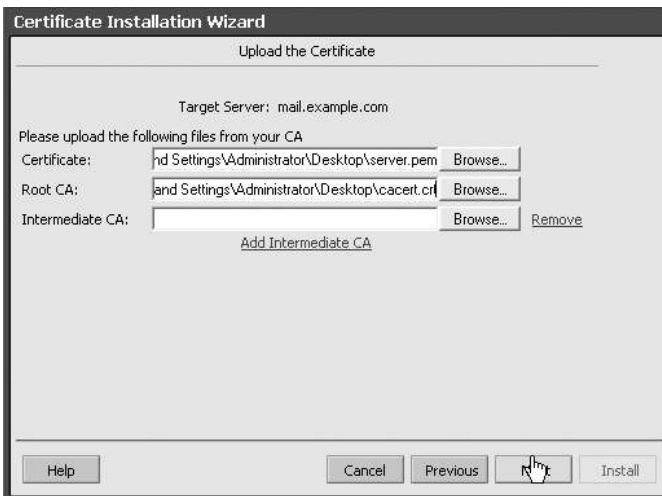 Certificate Installation Wizard
Upload the Certificate
Target Server: mail.example.com
Please upload the following files from your CA
Certificate: nd Settings\Administrator\Desktop\server.pem Browse...
Root CA: and Settings\Administrator\Desktop\cacert.crt Browse...
Intermediate CA: Browse... Remove
Add Intermediate CA
Help Cancel Previous Install